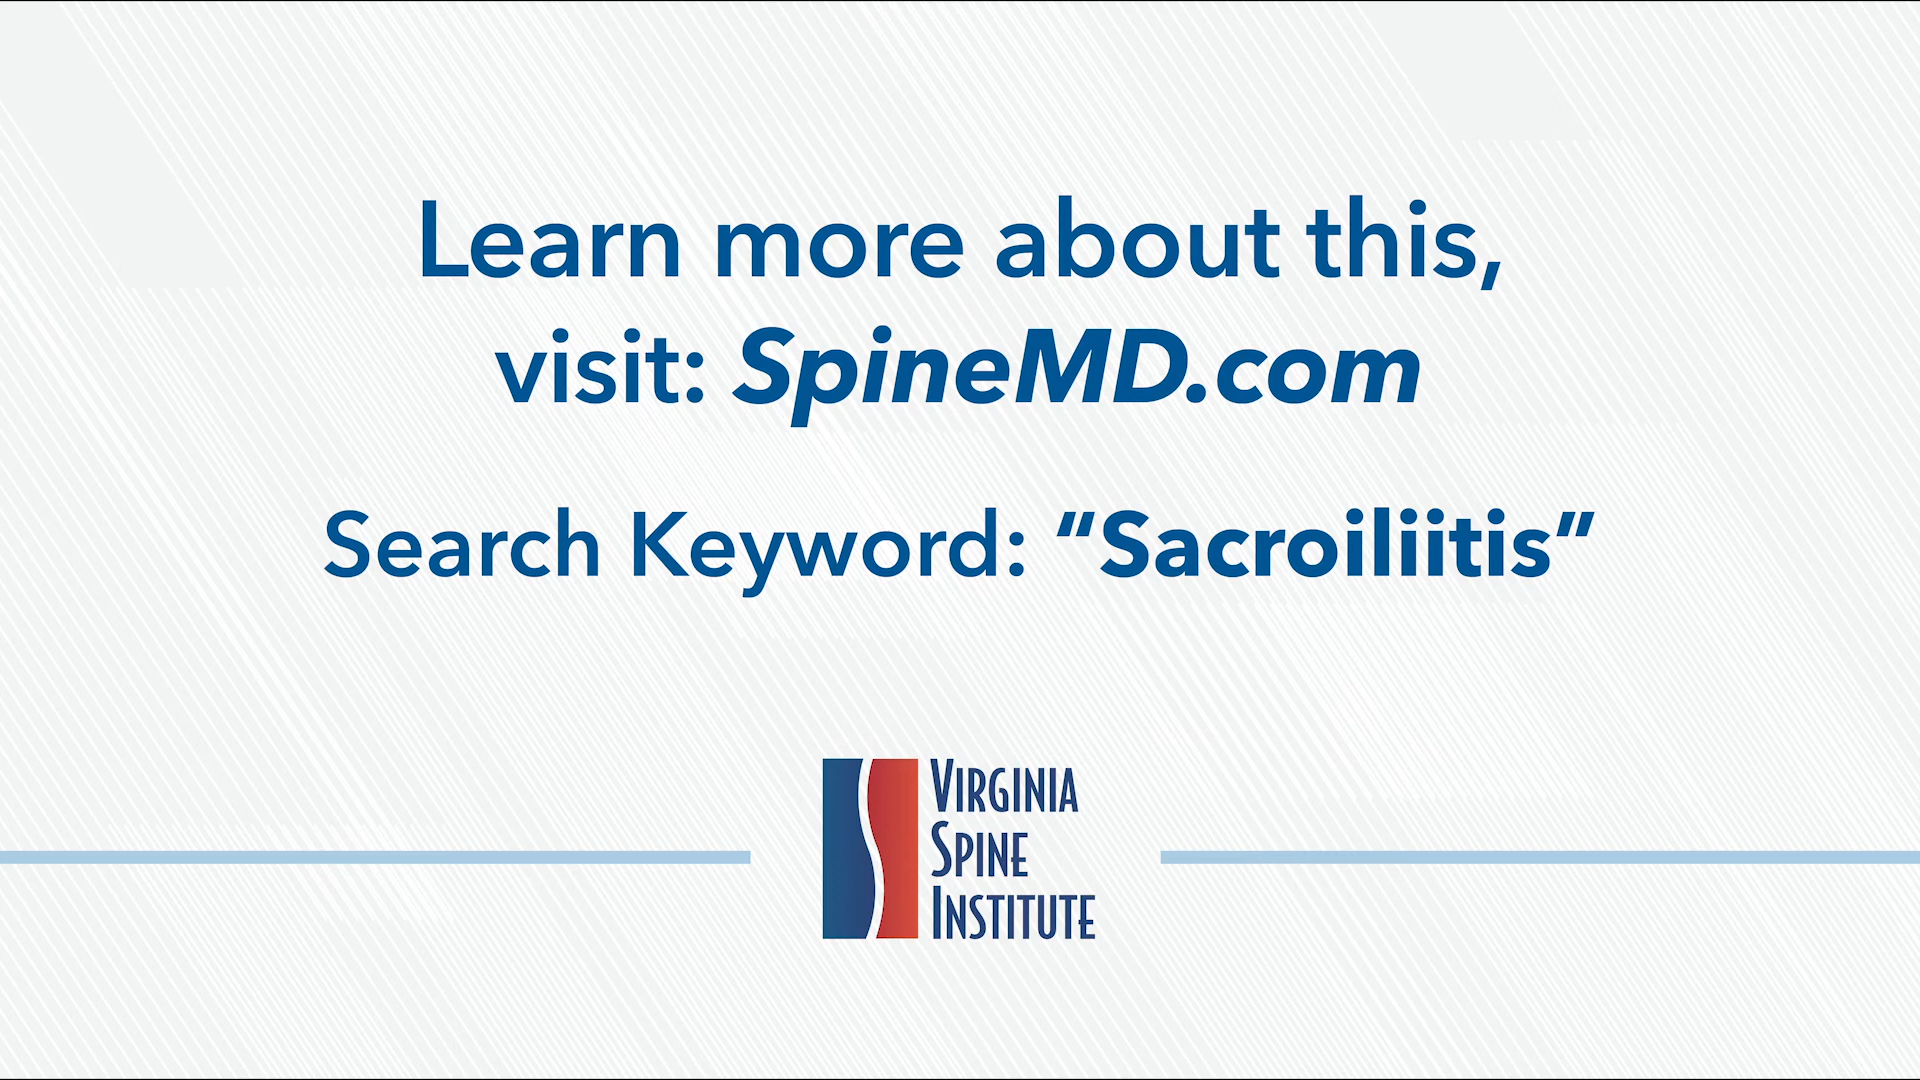 Learn more about this,
visit: SpineMD.com
Search Keyword: “Sacroiliitis”
VIRGINIA
SPINE
INSTITUTE